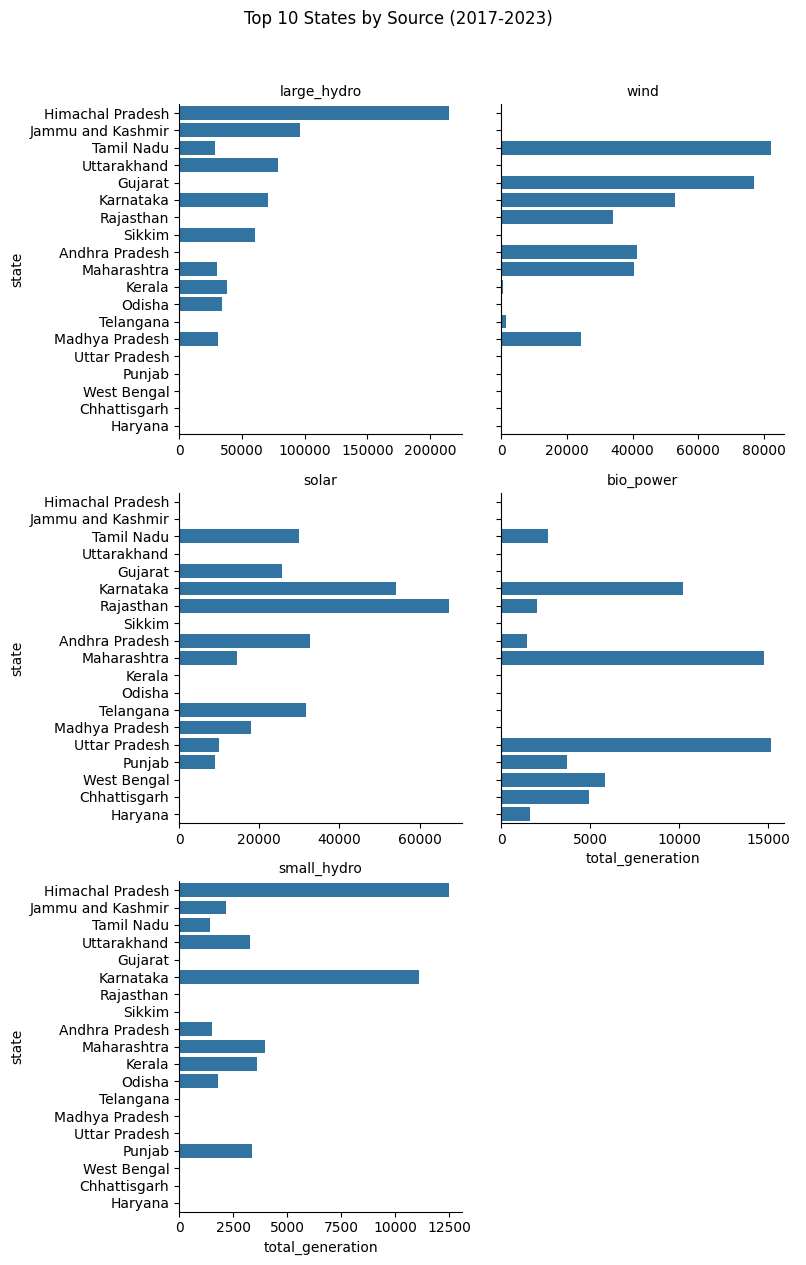 Top 10 States by Source (2017-2023)
large_hydro
wind
state
Himachal Pradesh
Jammu and Kashmir
Tamil Nadu
Uttarakhand
Gujarat
Karnataka
Rajasthan
Sikkim
Andhra Pradesh
Maharashtra
Kerala
Odisha
Telangana
Madhya Pradesh
Uttar Pradesh
Punjab
West Bengal
Chhattisgarh
Haryana
0 50000 100000 150000 200000
0 20000 40000 60000 80000
solar
bio_power
state
Himachal Pradesh
Jammu and Kashmir
Tamil Nadu
Uttarakhand
Gujarat
Karnataka
Rajasthan
Sikkim
Andhra Pradesh
Maharashtra
Kerala
Odisha
Telangana
Madhya Pradesh
Uttar Pradesh
Punjab
West Bengal
Chhattisgarh
Haryana
0 20000 40000 60000
0 5000 10000 15000
total_generation
small_hydro
state
Himachal Pradesh
Jammu and Kashmir
Tamil Nadu
Uttarakhand
Gujarat
Karnataka
Rajasthan
Sikkim
Andhra Pradesh
Maharashtra
Kerala
Odisha
Telangana
Madhya Pradesh
Uttar Pradesh
Punjab
West Bengal
Chhattisgarh
Haryana
0 2500 5000 7500 10000 12500
total_generation